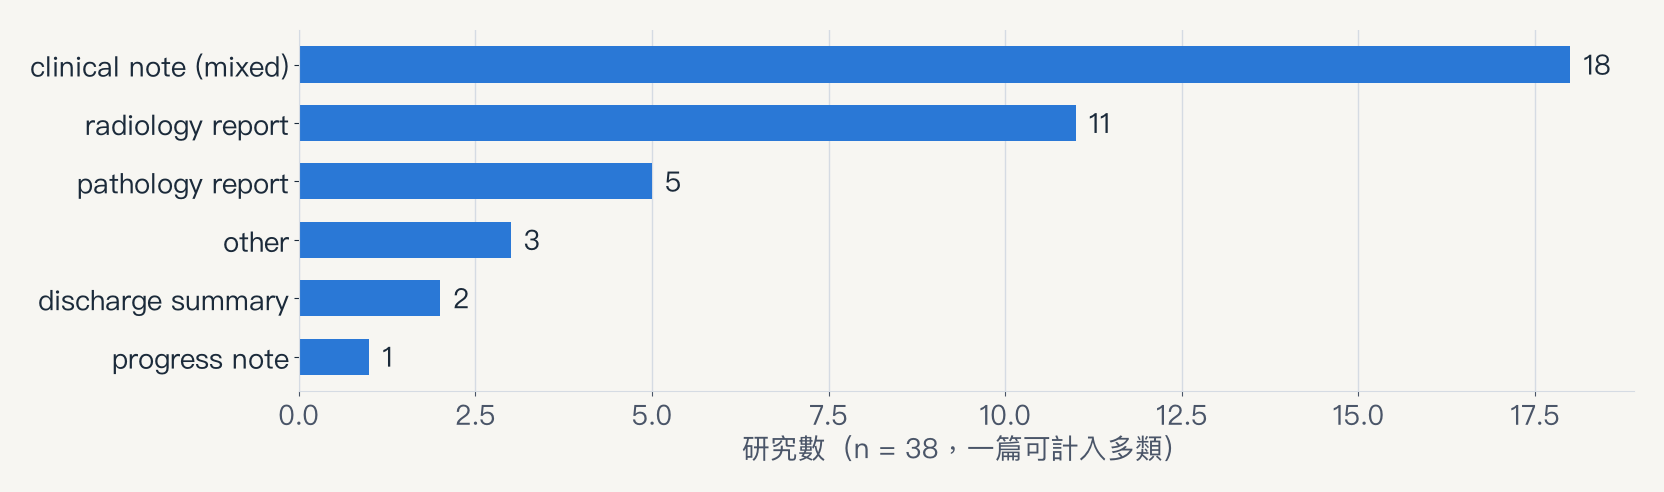 clinical note (mixed) 18
radiology report 11
pathology report 5
other 3
discharge summary 2
progress note 1
0.0 2.5 5.0 7.5 10.0 12.5 15.0 17.5
研究數（n = 38，一篇可計入多類）